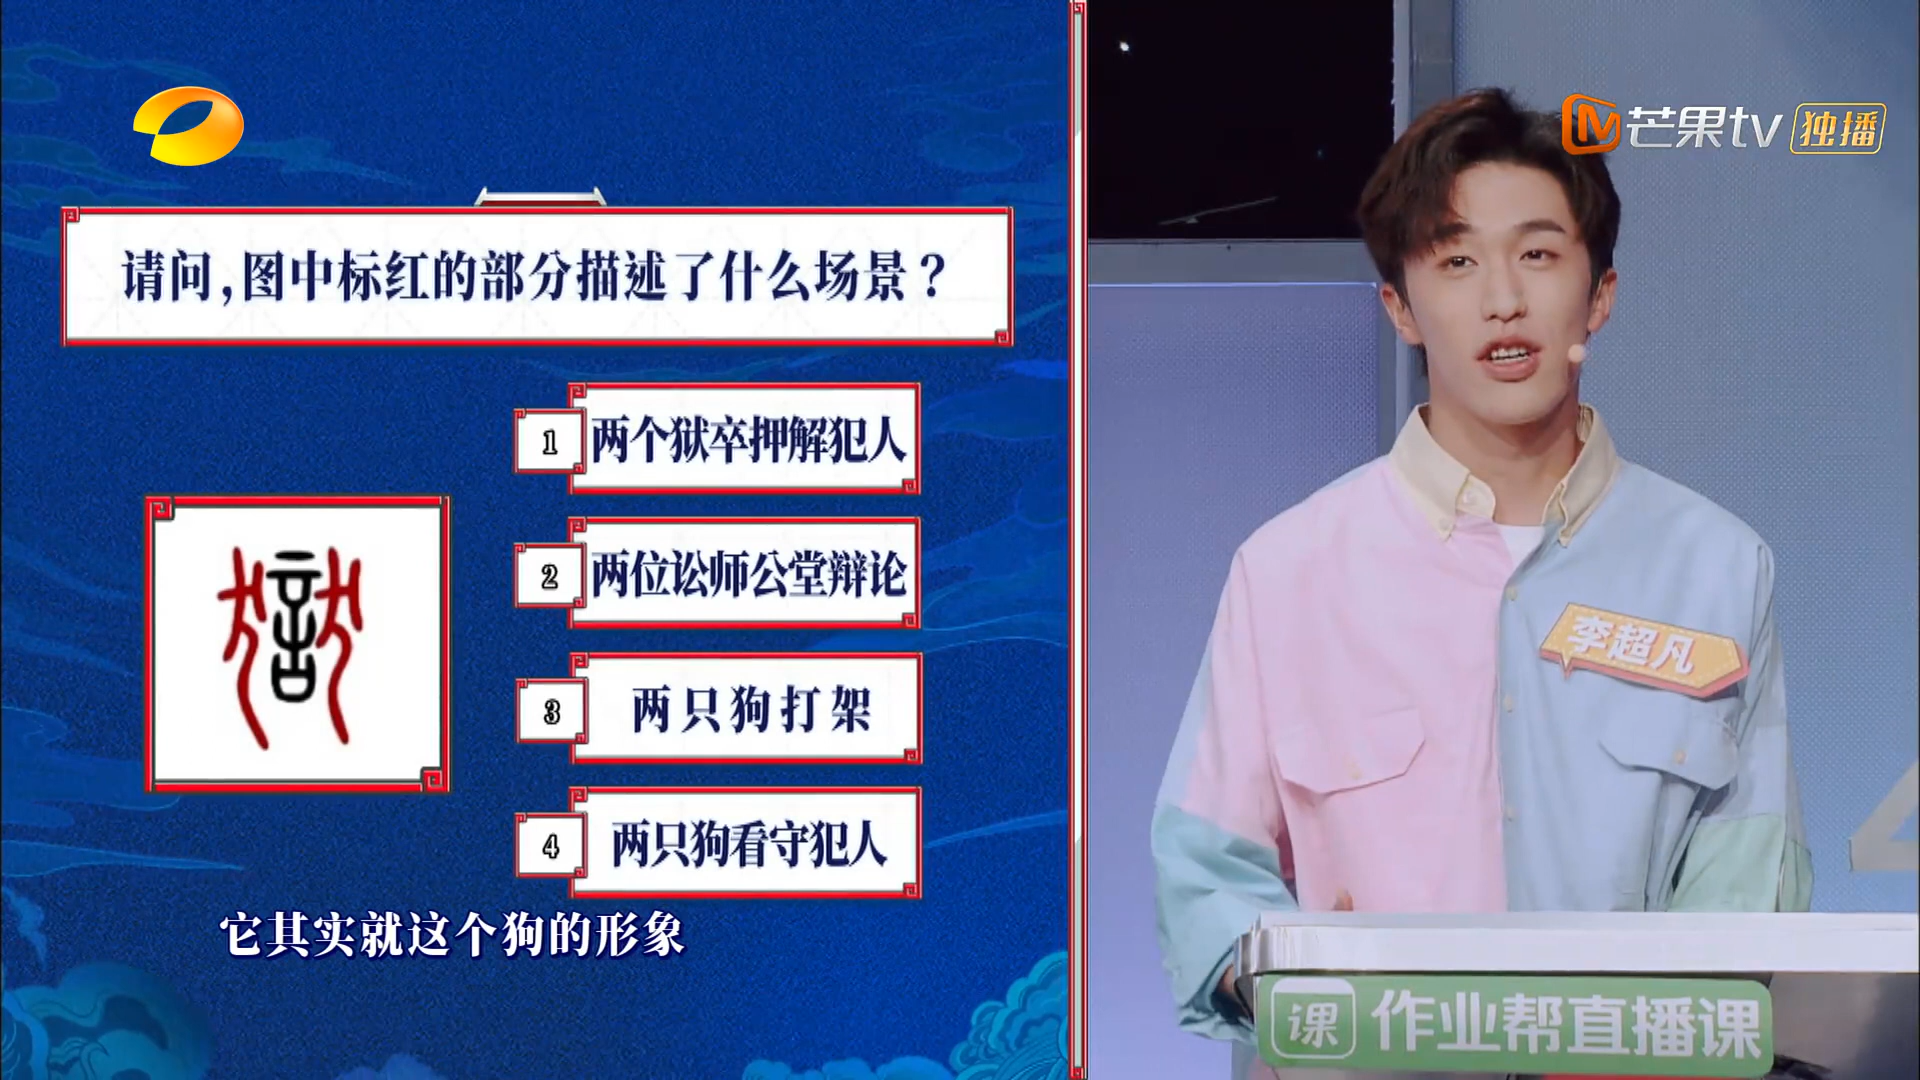 芒果tv 独播
请问,图中标红的部分描述了什么场景?
1 两个狱卒押解犯人
2 两位讼师公堂辩论
3 两只狗打架
4 两只狗看守犯人
它其实就这个狗的形象
李超凡
课 作业帮直播课